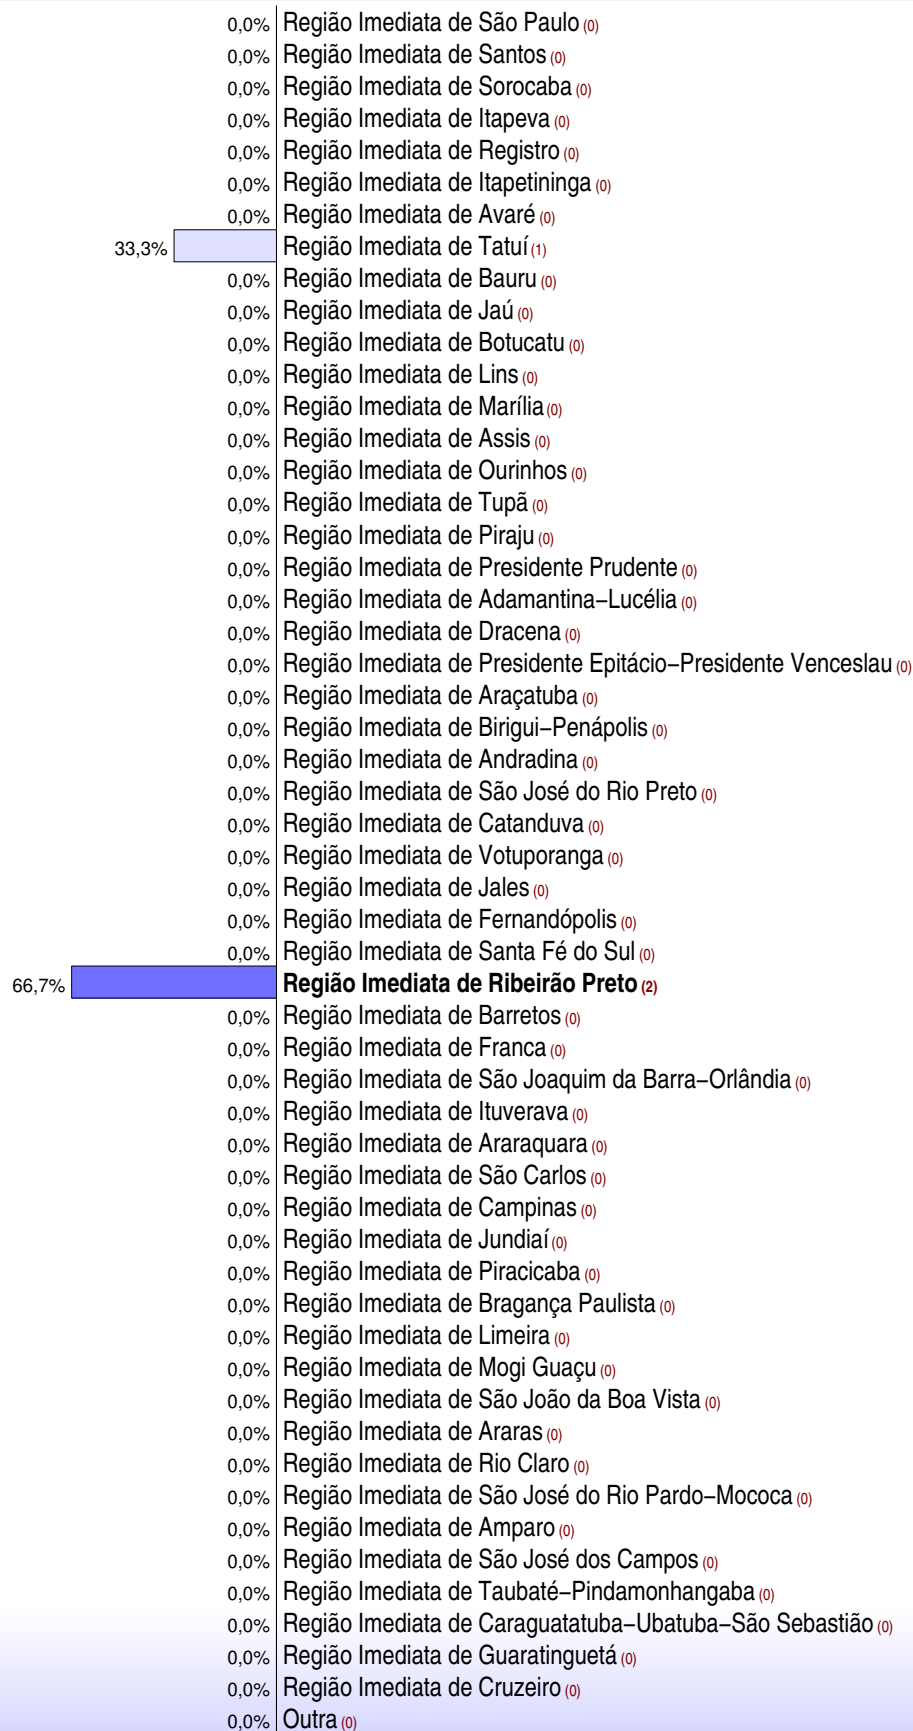 0,0% Região Imediata de São Paulo (0)
0,0% Região Imediata de Santos (0)
0,0% Região Imediata de Sorocaba (0)
0,0% Região Imediata de Itapeva (0)
0,0% Região Imediata de Registro (0)
0,0% Região Imediata de Itapetininga (0)
0,0% Região Imediata de Avaré (0)
33,3% Região Imediata de Tatuí (1)
0,0% Região Imediata de Bauru (0)
0,0% Região Imediata de Jaú (0)
0,0% Região Imediata de Botucatu (0)
0,0% Região Imediata de Lins (0)
0,0% Região Imediata de Marília (0)
0,0% Região Imediata de Assis (0)
0,0% Região Imediata de Ourinhos (0)
0,0% Região Imediata de Tupã (0)
0,0% Região Imediata de Piraju (0)
0,0% Região Imediata de Presidente Prudente (0)
0,0% Região Imediata de Adamantina−Lucélia (0)
0,0% Região Imediata de Dracena (0)
0,0% Região Imediata de Presidente Epitácio−Presidente Venceslau (0)
0,0% Região Imediata de Araçatuba (0)
0,0% Região Imediata de Birigui−Penápolis (0)
0,0% Região Imediata de Andradina (0)
0,0% Região Imediata de São José do Rio Preto (0)
0,0% Região Imediata de Catanduva (0)
0,0% Região Imediata de Votuporanga (0)
0,0% Região Imediata de Jales (0)
0,0% Região Imediata de Fernandópolis (0)
0,0% Região Imediata de Santa Fé do Sul (0)
66,7% Região Imediata de Ribeirão Preto (2)
0,0% Região Imediata de Barretos (0)
0,0% Região Imediata de Franca (0)
0,0% Região Imediata de São Joaquim da Barra−Orlândia (0)
0,0% Região Imediata de Ituverava (0)
0,0% Região Imediata de Araraquara (0)
0,0% Região Imediata de São Carlos (0)
0,0% Região Imediata de Campinas (0)
0,0% Região Imediata de Jundiaí (0)
0,0% Região Imediata de Piracicaba (0)
0,0% Região Imediata de Bragança Paulista (0)
0,0% Região Imediata de Limeira (0)
0,0% Região Imediata de Mogi Guaçu (0)
0,0% Região Imediata de São João da Boa Vista (0)
0,0% Região Imediata de Araras (0)
0,0% Região Imediata de Rio Claro (0)
0,0% Região Imediata de São José do Rio Pardo−Mococa (0)
0,0% Região Imediata de Amparo (0)
0,0% Região Imediata de São José dos Campos (0)
0,0% Região Imediata de Taubaté−Pindamonhangaba (0)
0,0% Região Imediata de Caraguatatuba−Ubatuba−São Sebastião (0)
0,0% Região Imediata de Guaratinguetá (0)
0,0% Região Imediata de Cruzeiro (0)
0,0% Outra (0)